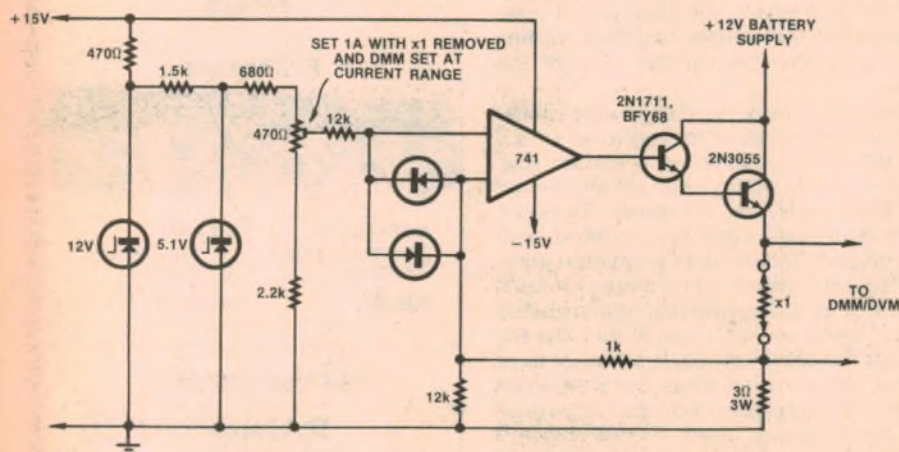 +15V
470Ω
1.5k
680Ω
SET 1A WITH x1 REMOVED
AND DMM SET AT
CURRENT RANGE
470Ω
12k
741
-15V
2N1711,
BFY68
2N3055
+12V BATTERY
SUPPLY
12V
5.1V
2.2k
12k
1k
x1
TO
DMM/DVM
3Ω
3W